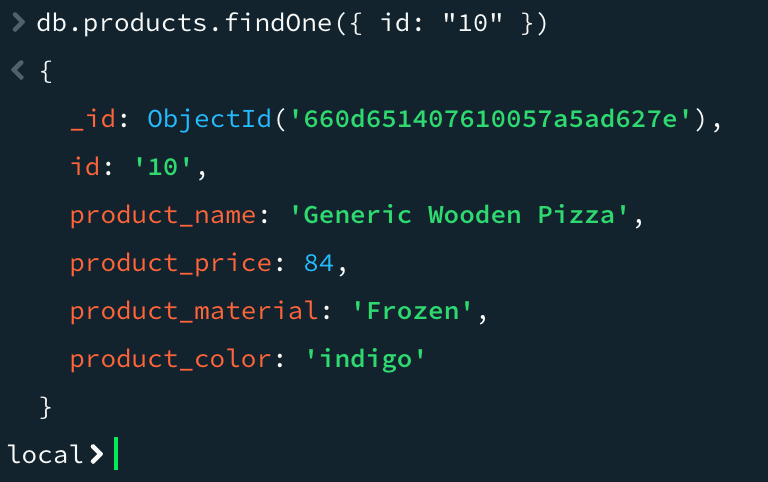 > db.products.findOne({ id: "10" })
< {
_id: ObjectId('660d651407610057a5ad627e'),
id: '10',
product_name: 'Generic Wooden Pizza',
product_price: 84,
product_material: 'Frozen',
product_color: 'indigo'
}
local>